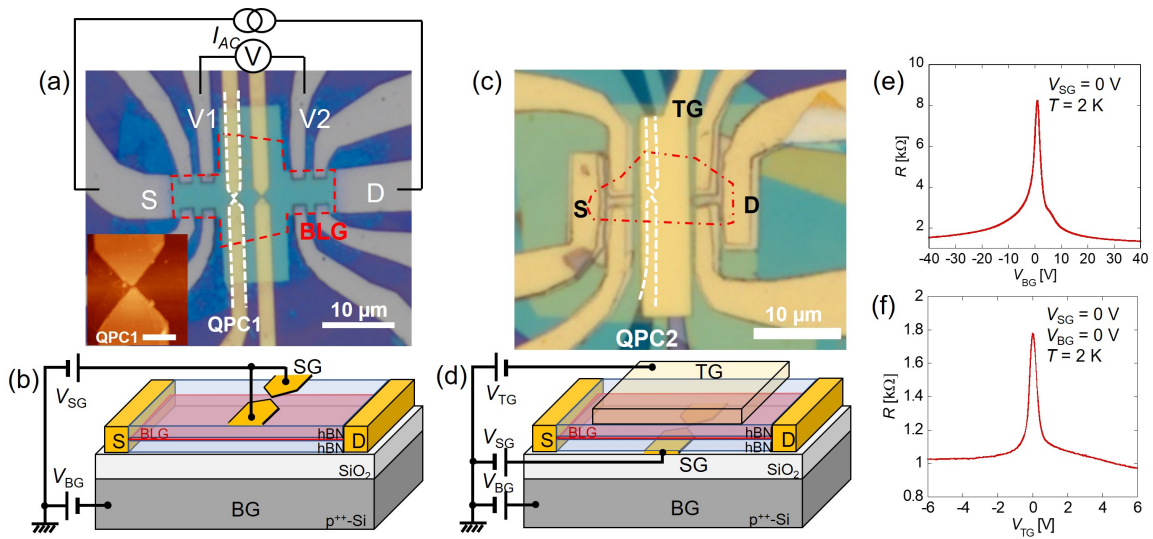 (a)
I_AC
V
V1
V2
S
D
BLG
QPC1
QPC1
10 µm
(b)
SG
V_SG
S
BLG
hBN
hBN
D
SiO₂
V_BG
BG
p⁺⁺-Si
(c)
TG
S
D
QPC2
10 µm
(d)
TG
V_TG
S
BLG
hBN
hBN
D
V_SG
SG
SiO₂
V_BG
BG
p⁺⁺-Si
(e)
V_SG = 0 V
T = 2 K
R [kΩ]
10
8
6
4
2
-40 -30 -20 -10 0 10 20 30 40
V_BG [V]
(f)
V_SG = 0 V
V_BG = 0 V
T = 2 K
R [kΩ]
2
1.8
1.6
1.4
1.2
1
0.8
-6 -4 -2 0 2 4 6
V_TG [V]